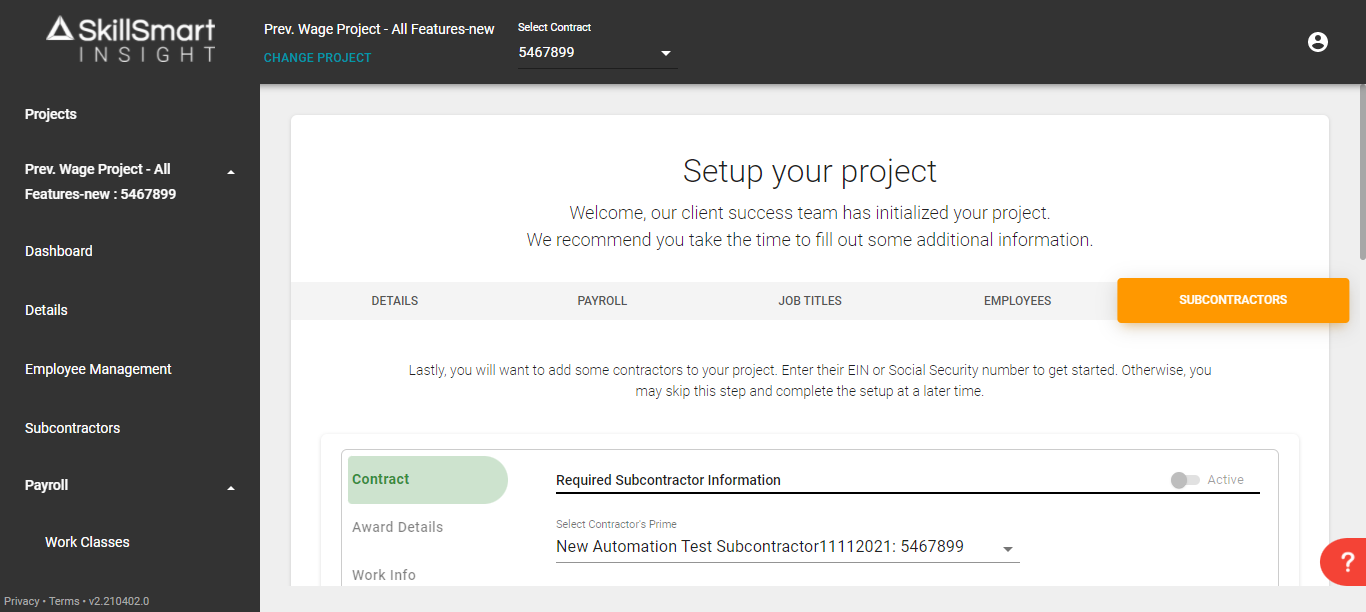 SkillSmart
INSIGHT
Prev. Wage Project - All Features-new
CHANGE PROJECT
Select Contract
5467899
Projects
Prev. Wage Project - All
Features-new : 5467899
Dashboard
Details
Employee Management
Subcontractors
Payroll
Work Classes
Privacy • Terms • v2.210402.0
Setup your project
Welcome, our client success team has initialized your project.
We recommend you take the time to fill out some additional information.
DETAILS
PAYROLL
JOB TITLES
EMPLOYEES
SUBCONTRACTORS
Lastly, you will want to add some contractors to your project. Enter their EIN or Social Security number to get started. Otherwise, you
may skip this step and complete the setup at a later time.
Contract
Award Details
Work Info
Required Subcontractor Information
Active
Select Contractor's Prime
New Automation Test Subcontractor11112021: 5467899
?